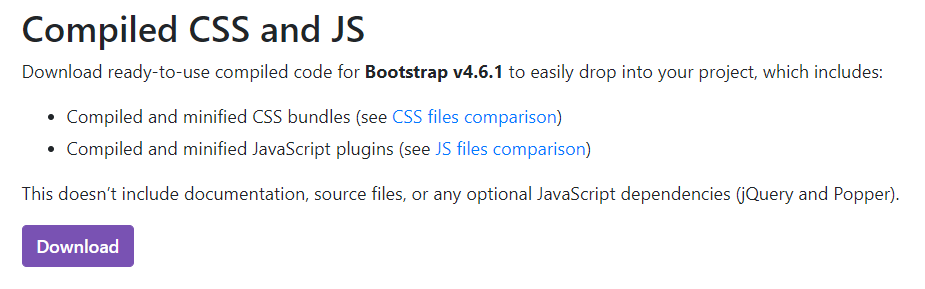 Compiled CSS and JS
Download ready-to-use compiled code for Bootstrap v4.6.1 to easily drop into your project, which includes:
• Compiled and minified CSS bundles (see CSS files comparison)
• Compiled and minified JavaScript plugins (see JS files comparison)
This doesn’t include documentation, source files, or any optional JavaScript dependencies (jQuery and Popper).
Download